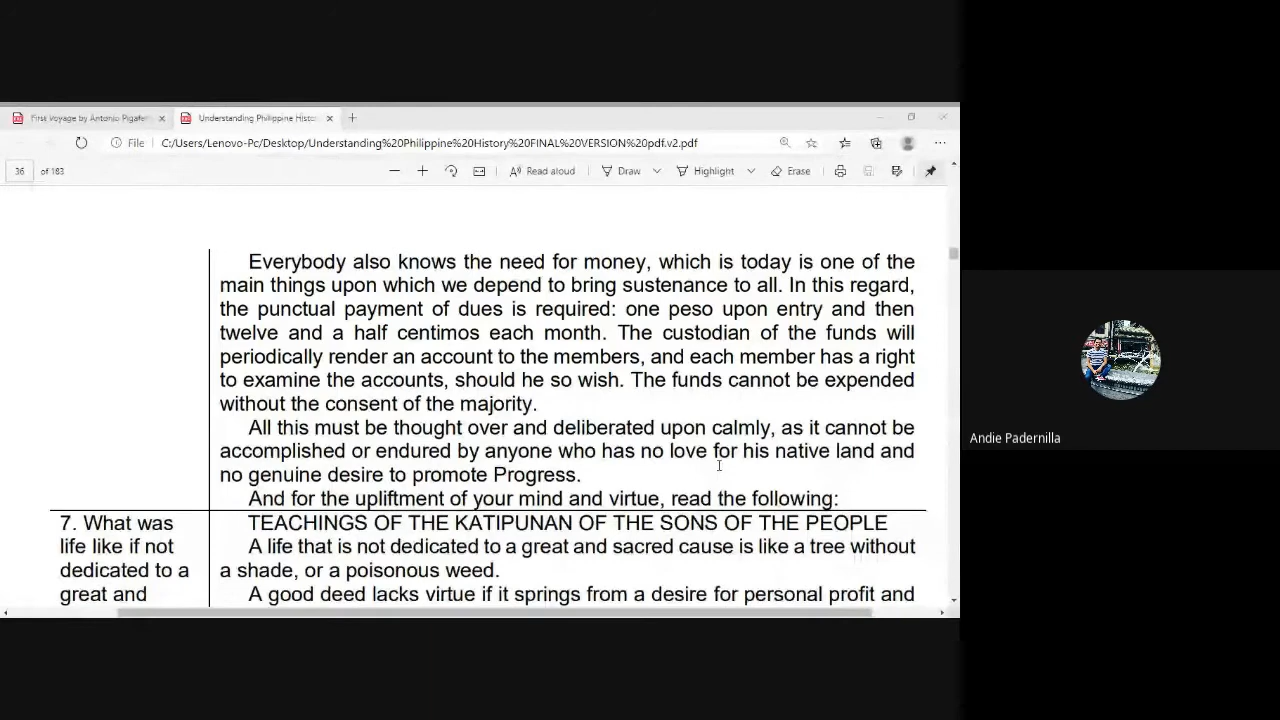 First Voyage by Antonio Pigafet
Understanding Philippine Histo
File
C:/Users/Lenovo-Pc/Desktop/Understanding%20Philippine%20History%20FINAL%20VERSION%20pdf.v2.pdf
36 of 183
Read aloud
Draw
Highlight
Erase
Everybody also knows the need for money, which is today is one of the
main things upon which we depend to bring sustenance to all. In this regard,
the punctual payment of dues is required: one peso upon entry and then
twelve and a half centimos each month. The custodian of the funds will
periodically render an account to the members, and each member has a right
to examine the accounts, should he so wish. The funds cannot be expended
without the consent of the majority.
All this must be thought over and deliberated upon calmly, as it cannot be
accomplished or endured by anyone who has no love for his native land and
no genuine desire to promote Progress.
And for the upliftment of your mind and virtue, read the following:
7. What was
life like if not
dedicated to a
great and
TEACHINGS OF THE KATIPUNAN OF THE SONS OF THE PEOPLE
A life that is not dedicated to a great and sacred cause is like a tree without
a shade, or a poisonous weed.
A good deed lacks virtue if it springs from a desire for personal profit and
Andie Padernilla